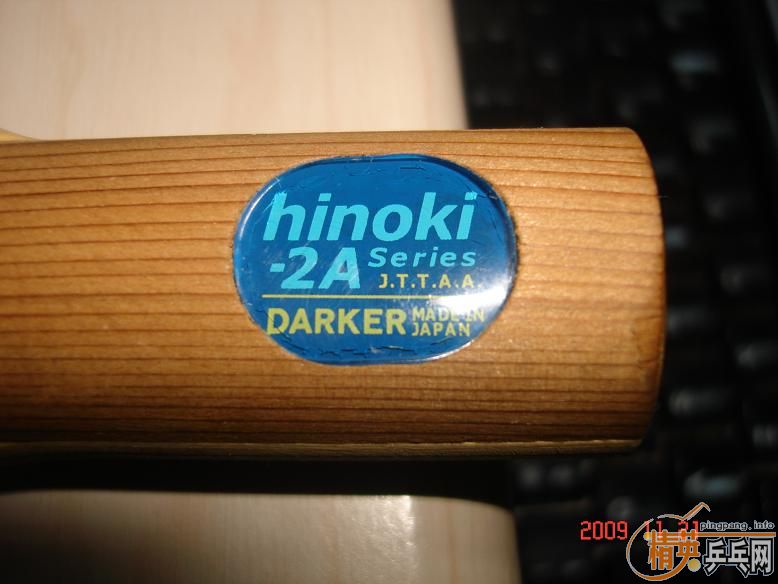 hinoki
-2A Series
J.T.T.A.A.
DARKER MADE IN
JAPAN
2009 11 21
pingpang.info
精英乒乓网